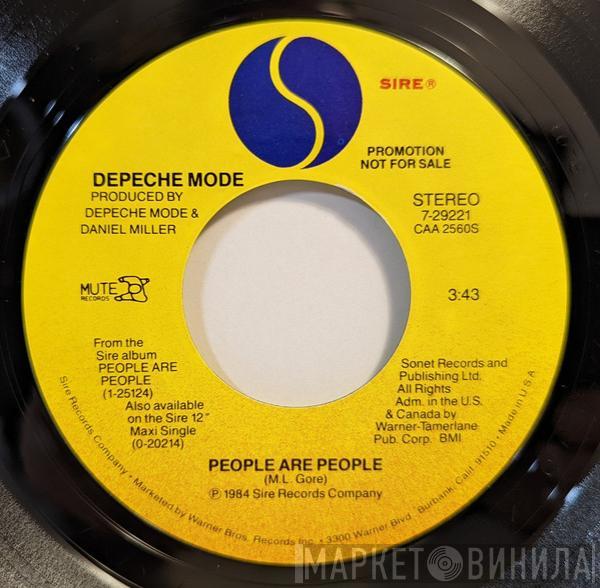 SIRE®
PROMOTION
NOT FOR SALE
DEPECHE MODE
PRODUCED BY
DEPECHE MODE &
DANIEL MILLER
STEREO
7-29221
CAA 2560S
MUTE
RECORDS
3:43
From the
Sire album
PEOPLE ARE
PEOPLE
(1-25124)
Also available
on the Sire 12"
Maxi Single
(0-20214)
Sonet Records and
Publishing Ltd.
All Rights
Adm. in the U.S.
& Canada by
Warner-Tamerlane
Pub. Corp. BMI
PEOPLE ARE PEOPLE
(M.L. Gore)
℗ 1984 Sire Records Company
Sire Records Company • Marketed by Warner Bros. Records Inc. • 3300 Warner Blvd., Burbank, Calif. 91510 • Made in U.S.A.
МАРКЕТ ВИНИЛА